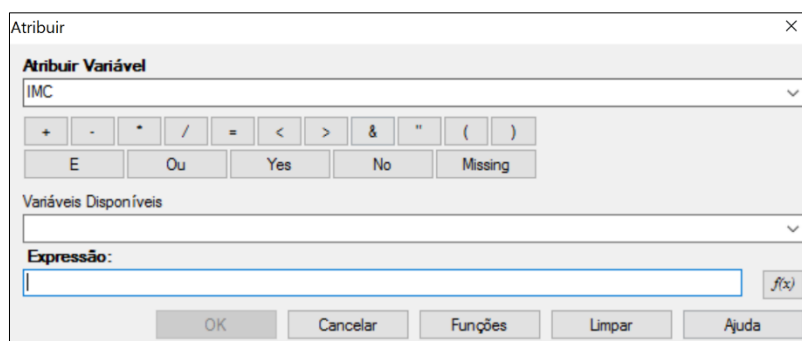 Atribuir ×
Atribuir Variável
IMC
+ - * / = < > & " ( )
E Ou Yes No Missing
Variáveis Disponíveis
Expressão:
f(x)
OK Cancelar Funções Limpar Ajuda